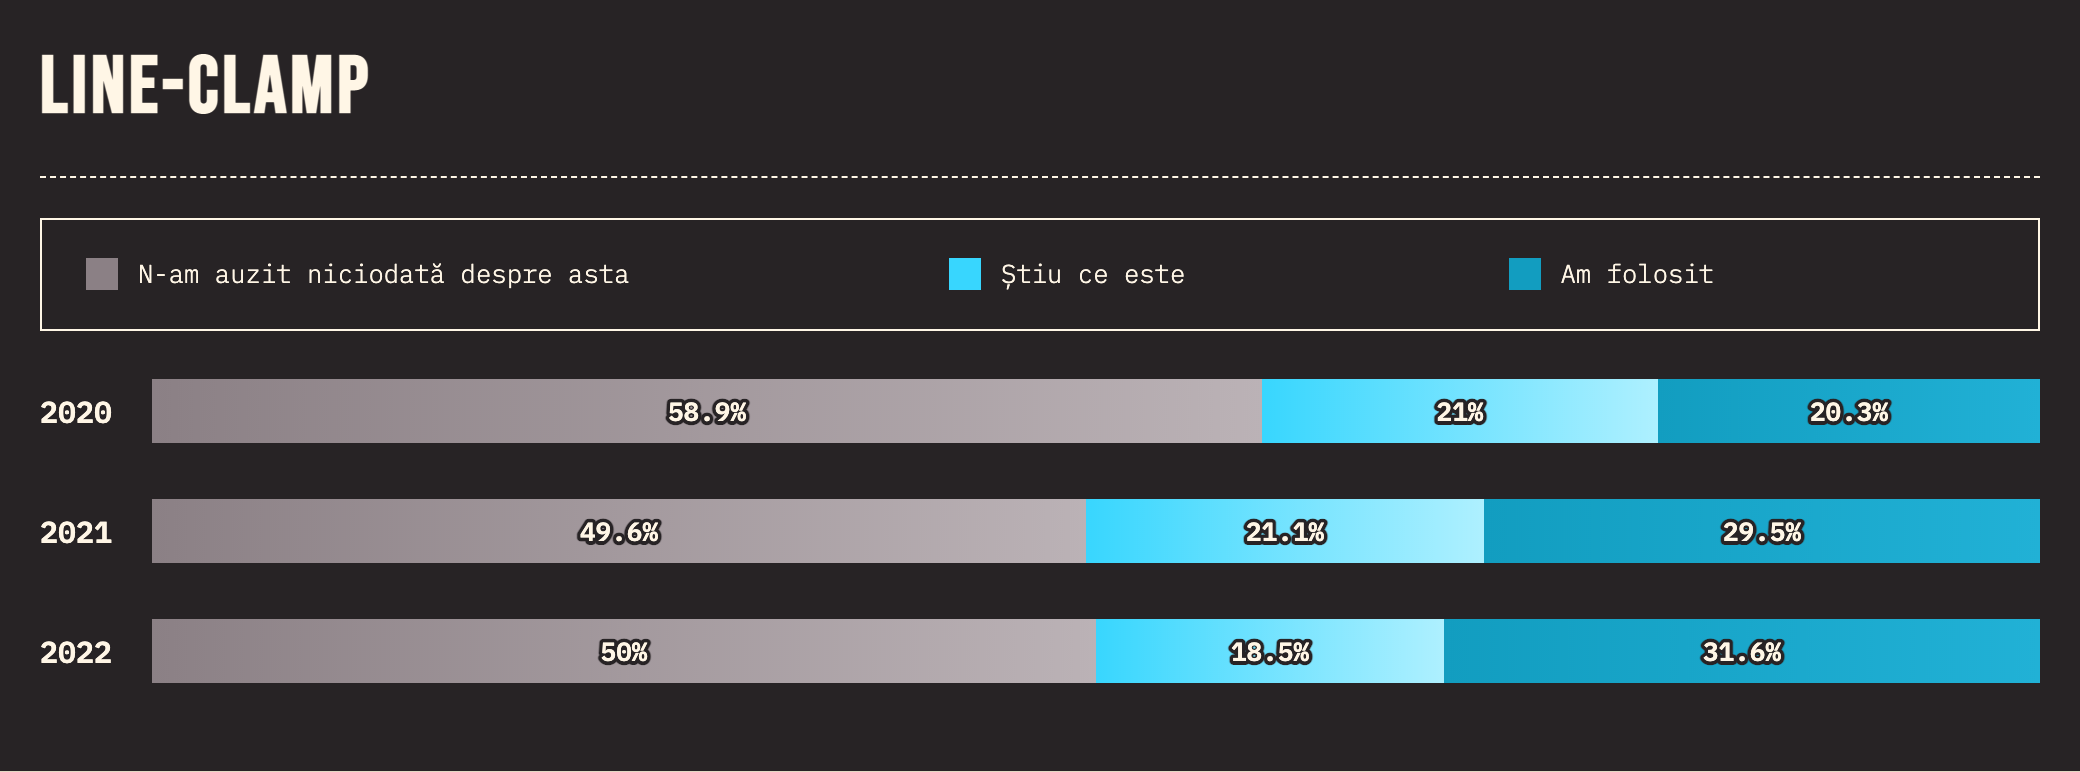 LINE-CLAMP
N-am auzit niciodată despre asta
Știu ce este
Am folosit
2020 58.9% 21% 20.3%
2021 49.6% 21.1% 29.5%
2022 50% 18.5% 31.6%